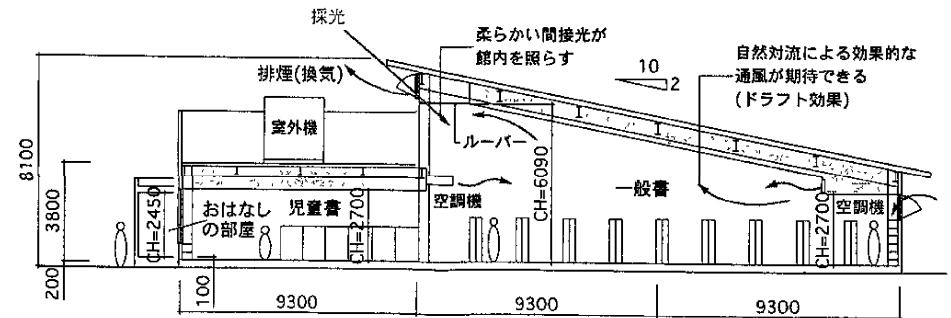 採光
柔らかい間接光が
館内を照らす
自然対流による効果的な
通風が期待できる
(ドラフト効果)
排煙(換気)
10
2
室外機
ルーバー
8100
3800
200
CH=2450
おはなし
の部屋
児童書
CH=2700
空調機
CH=6090
一般書
CH=2700
空調機
100
9300
9300
9300